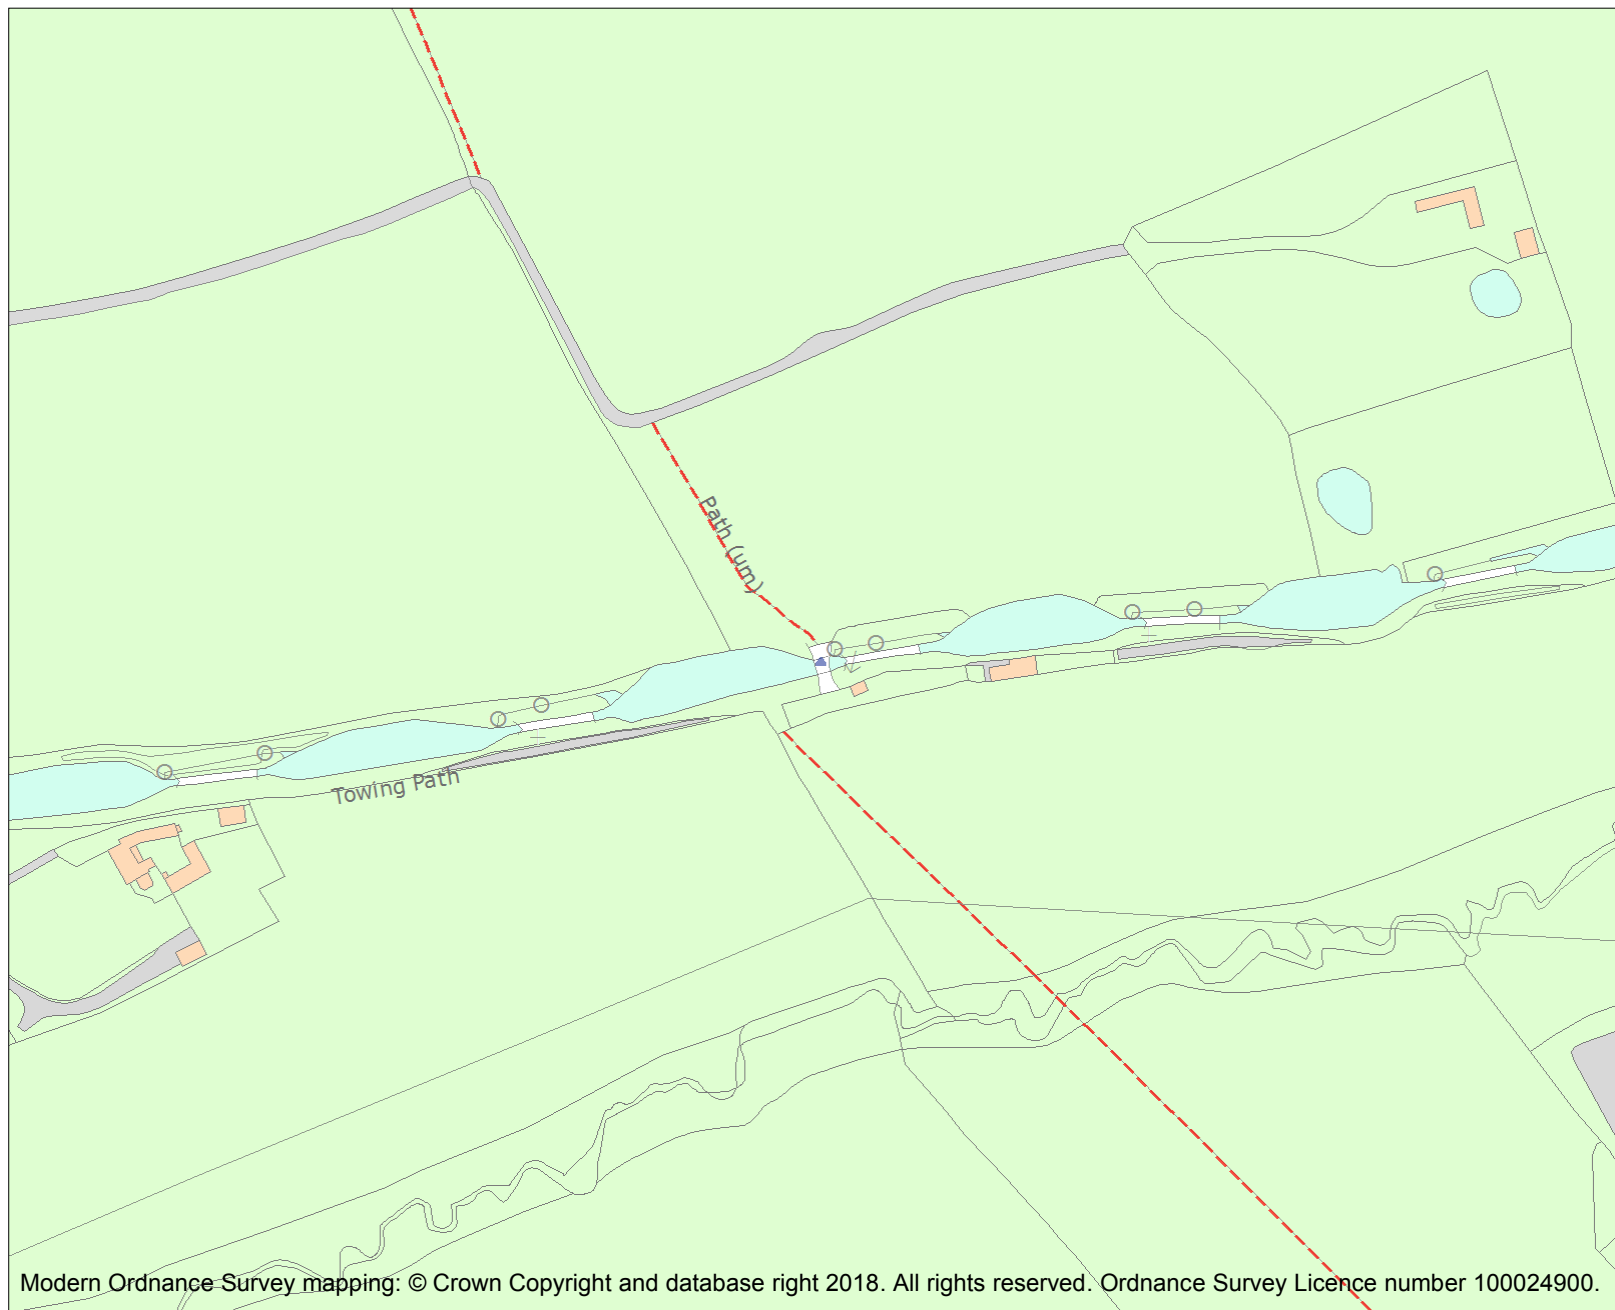 Path (um)
Towing Path
Modern Ordnance Survey mapping: © Crown Copyright and database right 2018. All rights reserved. Ordnance Survey Licence number 100024900.